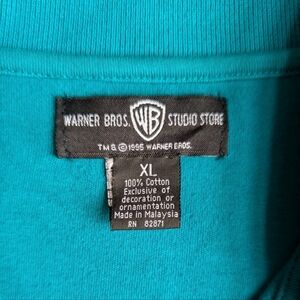 WARNER BROS. WB STUDIO STORE
TM & © 1995 WARNER BROS.
XL
100% Cotton
Exclusive of
decoration or
ornamentation
Made in Malaysia
RN 82871